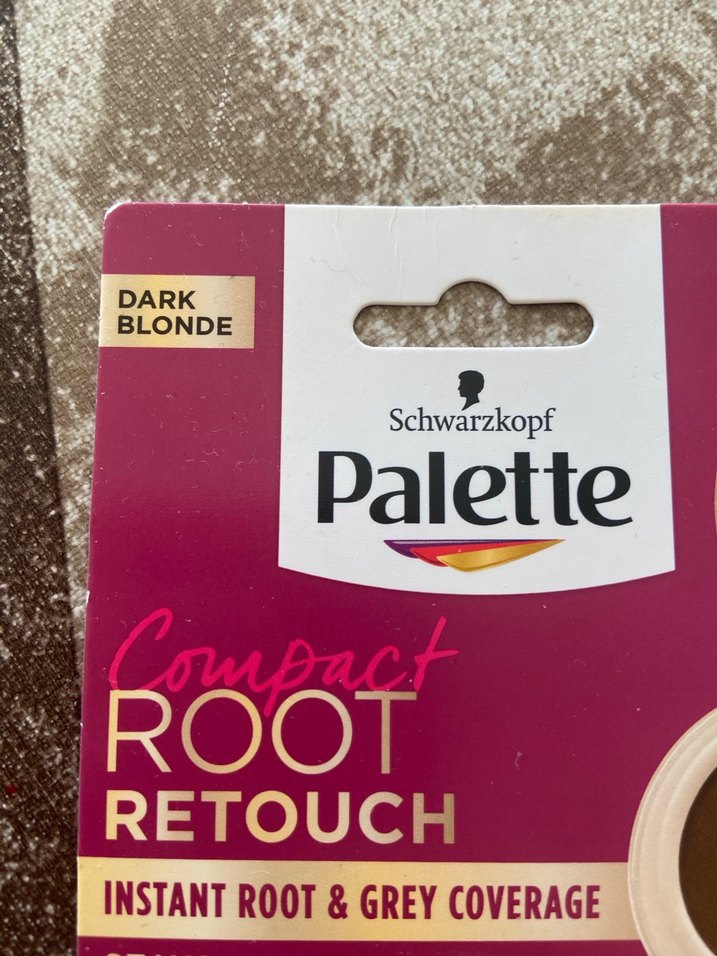 DARK
BLONDE
Schwarzkopf
Palette
Compact
ROOT
RETOUCH
INSTANT ROOT & GREY COVERAGE